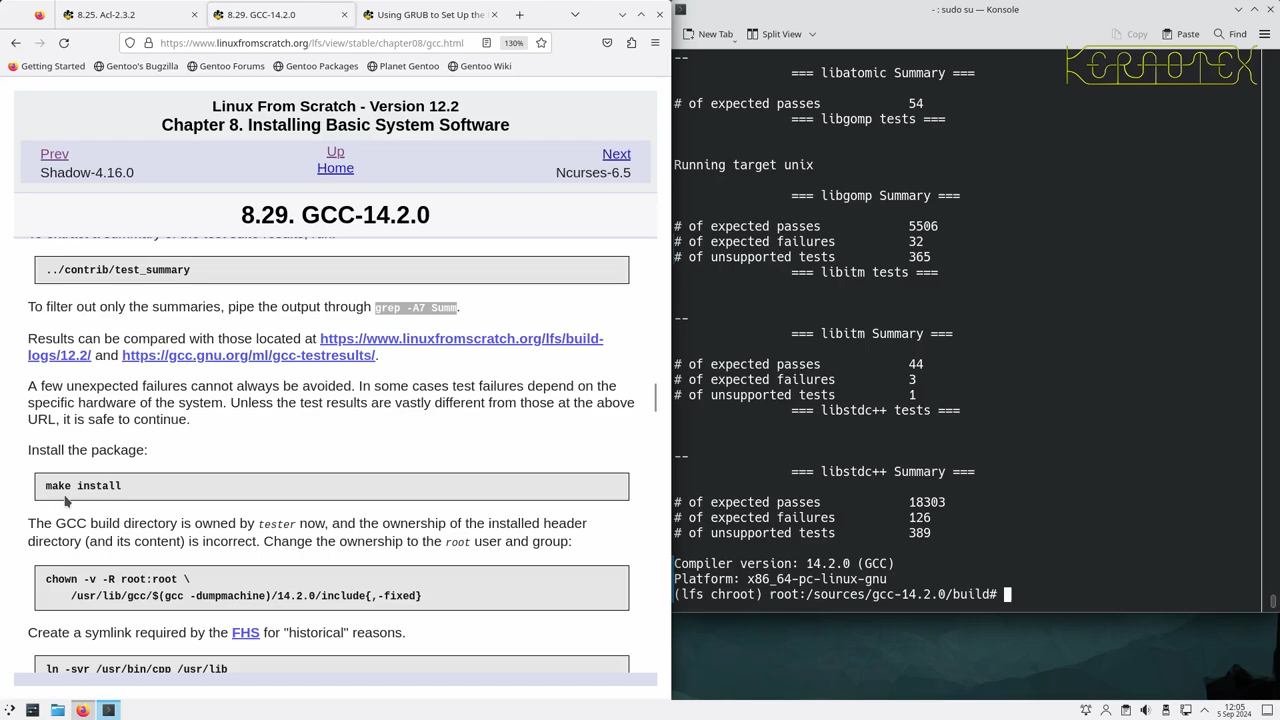 8.25. Acl-2.3.2
8.29. GCC-14.2.0
Using GRUB to Set Up the
https://www.linuxfromscratch.org/lfs/view/stable/chapter08/gcc.html
130%
Getting Started
Gentoo's Bugzilla
Gentoo Forums
Gentoo Packages
Planet Gentoo
Gentoo Wiki
Linux From Scratch - Version 12.2
Chapter 8. Installing Basic System Software
Prev
Up
Next
Shadow-4.16.0
Home
Ncurses-6.5
8.29. GCC-14.2.0
To extract a summary of the test suite results, run:
../contrib/test_summary
To filter out only the summaries, pipe the output through grep -A7 Summ.
Results can be compared with those located at https://www.linuxfromscratch.org/lfs/build-
logs/12.2/ and https://gcc.gnu.org/ml/gcc-testresults/.
A few unexpected failures cannot always be avoided. In some cases test failures depend on the
specific hardware of the system. Unless the test results are vastly different from those at the above
URL, it is safe to continue.
Install the package:
make install
The GCC build directory is owned by tester now, and the ownership of the installed header
directory (and its content) is incorrect. Change the ownership to the root user and group:
chown -v -R root:root \
/usr/lib/gcc/$(gcc -dumpmachine)/14.2.0/include{,-fixed}
Create a symlink required by the FHS for "historical" reasons.
ln -svr /usr/bin/cpp /usr/lib
- : sudo su — Konsole
New Tab
Split View
Copy
Paste
Find
KERNOTEX
--
=== libatomic Summary ===
# of expected passes 54
=== libgomp tests ===
Running target unix
=== libgomp Summary ===
# of expected passes 5506
# of expected failures 32
# of unsupported tests 365
=== libitm tests ===
--
=== libitm Summary ===
# of expected passes 44
# of expected failures 3
# of unsupported tests 1
=== libstdc++ tests ===
--
=== libstdc++ Summary ===
# of expected passes 18303
# of expected failures 126
# of unsupported tests 389
Compiler version: 14.2.0 (GCC)
Platform: x86_64-pc-linux-gnu
(lfs chroot) root:/sources/gcc-14.2.0/build#
12:05
5 Sep 2024